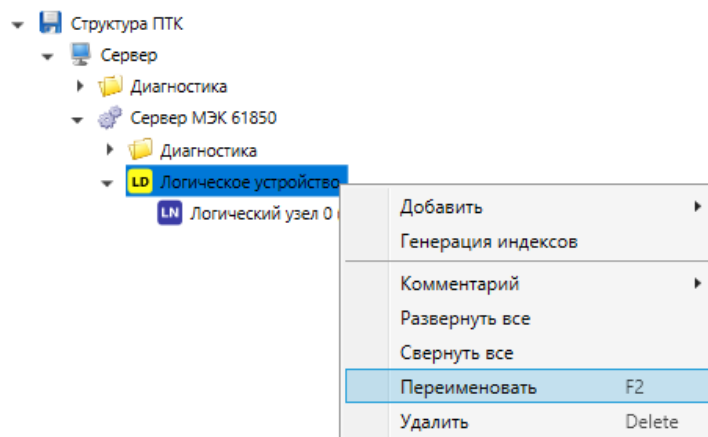 Структура ПТК
Сервер
Диагностика
Сервер МЭК 61850
Диагностика
LD Логическое устройство
LN Логический узел 0
Добавить
Генерация индексов
Комментарий
Развернуть все
Свернуть все
Переименовать F2
Удалить Delete